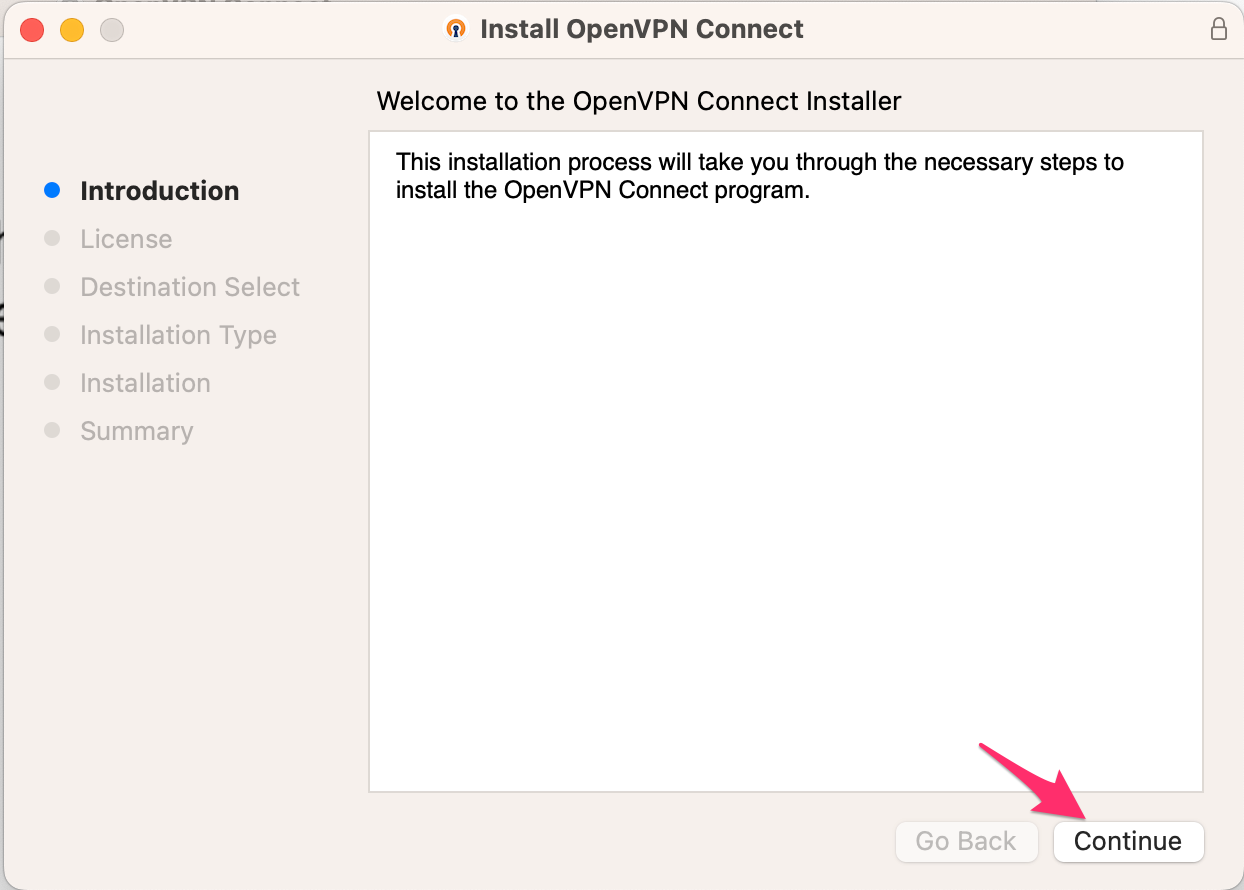 Install OpenVPN Connect
Welcome to the OpenVPN Connect Installer
Introduction
License
Destination Select
Installation Type
Installation
Summary
This installation process will take you through the necessary steps to
install the OpenVPN Connect program.
Go Back
Continue